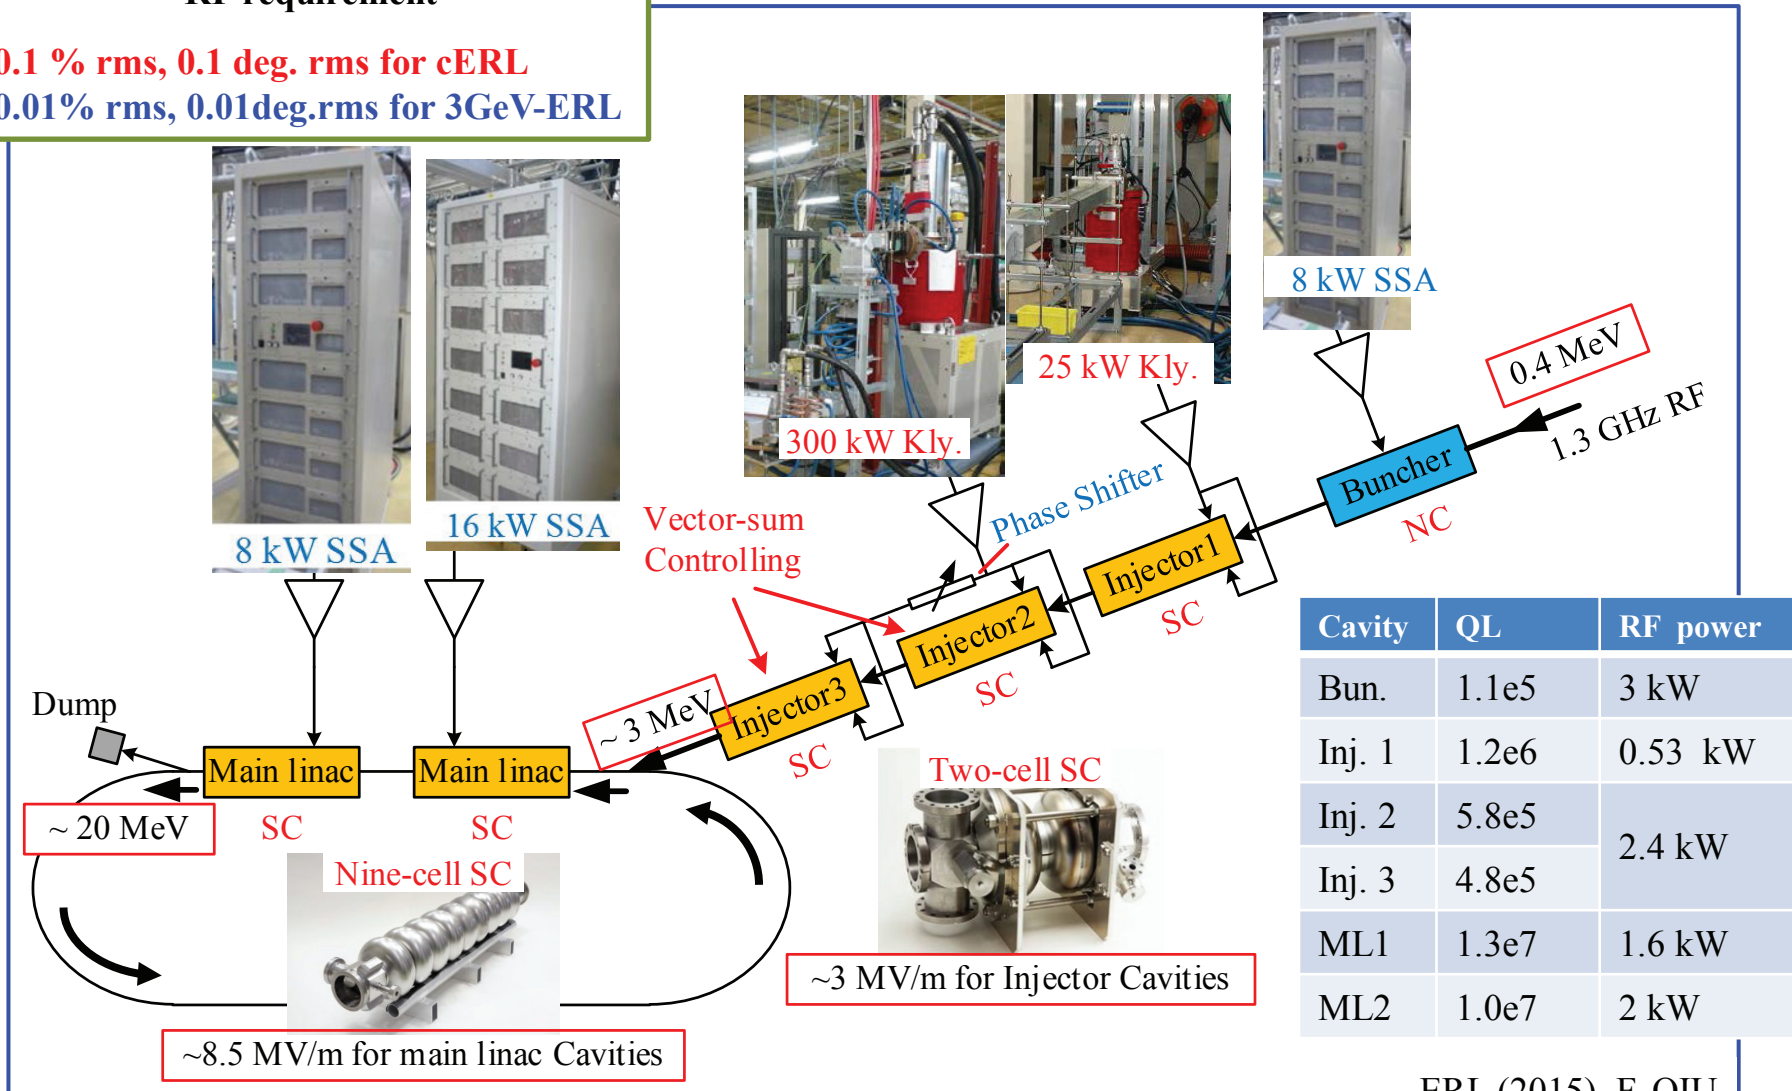 RF requirement
0.1 % rms, 0.1 deg. rms for cERL
0.01% rms, 0.01deg.rms for 3GeV-ERL
8 kW SSA
16 kW SSA
300 kW Kly.
25 kW Kly.
8 kW SSA
0.4 MeV
1.3 GHz RF
Buncher
NC
Phase Shifter
Vector-sum
Controlling
Injector1
SC
Injector2
SC
Injector3
SC
~ 3 MeV
Dump
Main linac
Main linac
SC
SC
~ 20 MeV
Nine-cell SC
~8.5 MV/m for main linac Cavities
Two-cell SC
~3 MV/m for Injector Cavities
Cavity QL RF power
Bun. 1.1e5 3 kW
Inj. 1 1.2e6 0.53 kW
Inj. 2 5.8e5
2.4 kW
Inj. 3 4.8e5
ML1 1.3e7 1.6 kW
ML2 1.0e7 2 kW
ERL (2015), F. QIU